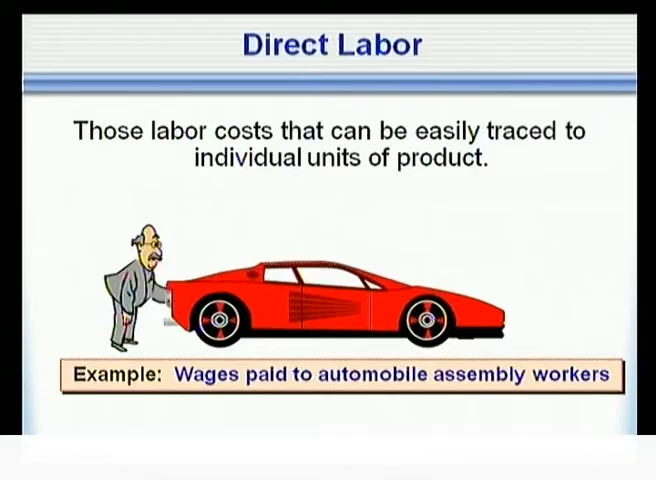 Direct Labor
Those labor costs that can be easily traced to
individual units of product.
Example: Wages paid to automobile assembly workers